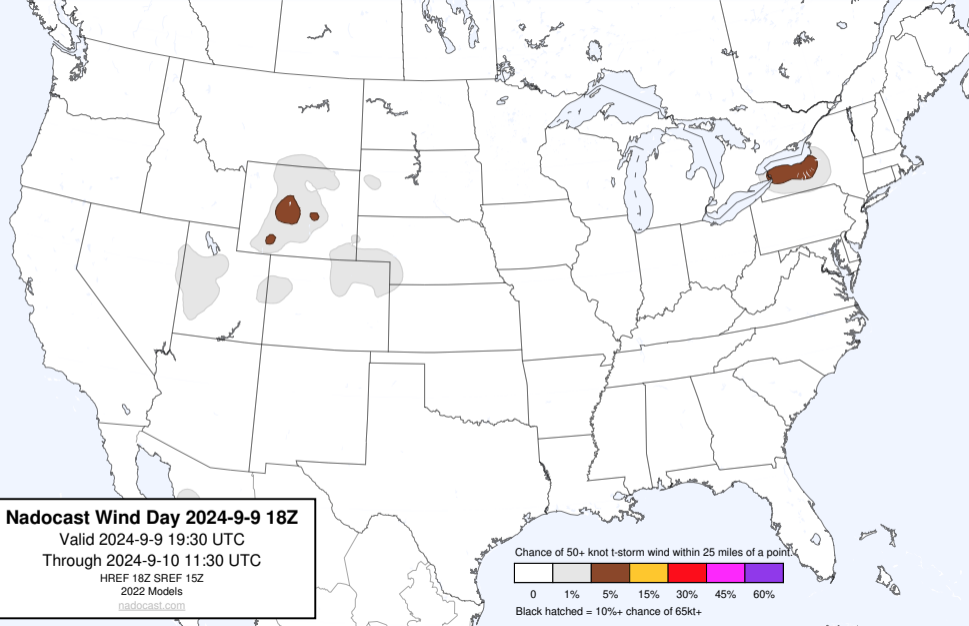 Nadocast Wind Day 2024-9-9 18Z
Valid 2024-9-9 19:30 UTC
Through 2024-9-10 11:30 UTC
HREF 18Z SREF 15Z
2022 Models
nadocast.com
Chance of 50+ knot t-storm wind within 25 miles of a point.
0 1% 5% 15% 30% 45% 60%
Black hatched = 10%+ chance of 65kt+